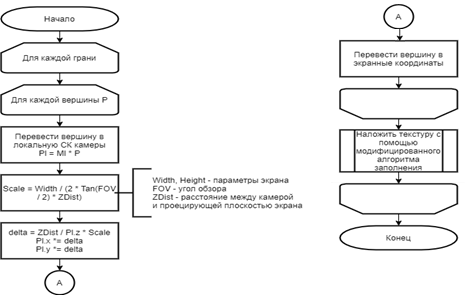 Начало
Для каждой грани
Для каждой вершины P
Перевести вершину в
локальную СК камеры
Pl = Ml * P
Scale = Width / (2 * Tan(FOV
/ 2) * ZDist)
Width, Height - параметры экрана
FOV - угол обзора
ZDist - расстояние между камерой
и проецирующей плоскостью экрана
delta = ZDist / Pl.z * Scale
Pl.x *= delta
Pl.y *= delta
A
A
Перевести вершину в
экранные координаты
Наложить текстуру с
помощью
модифицированного
алгоритма
заполнения
Конец